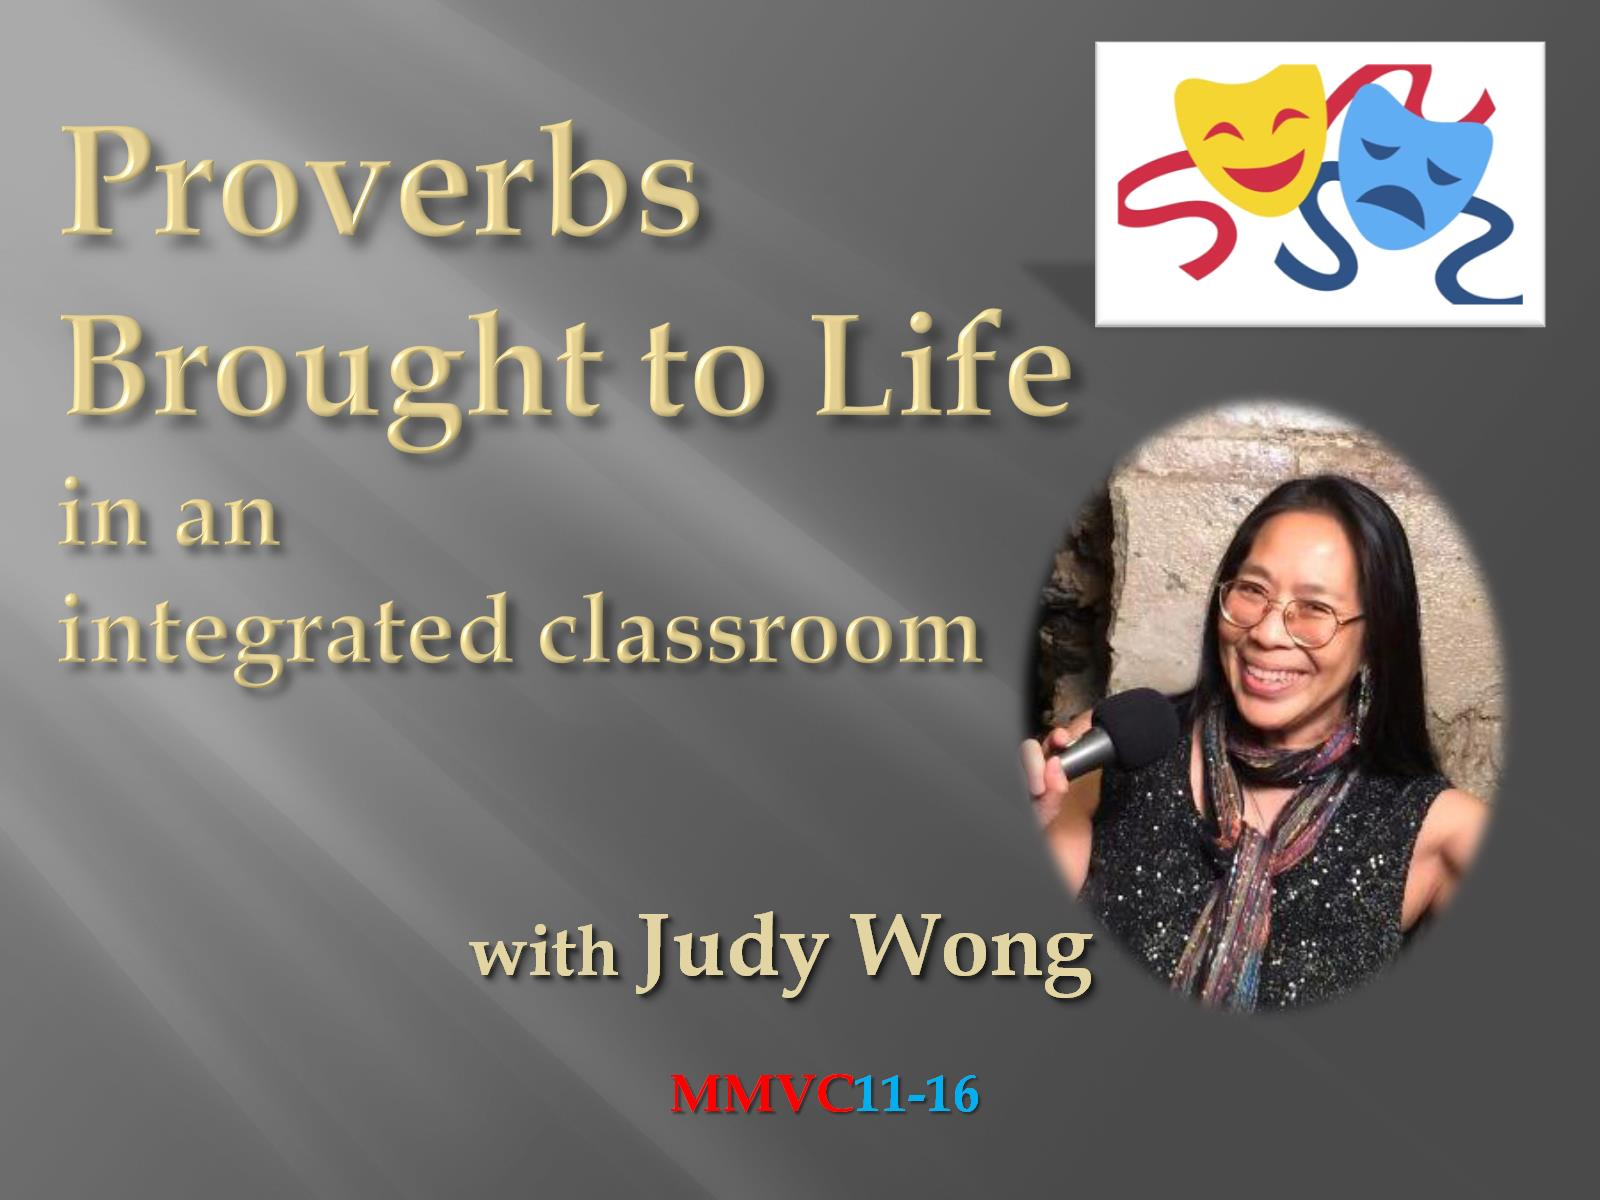 Proverbs
Brought to Life
in an
integrated classroom
with Judy Wong
MMVC11-16